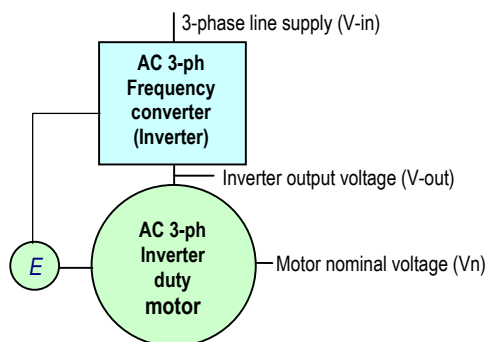 3-phase line supply (V-in)
AC 3-ph
Frequency
converter
(Inverter)
Inverter output voltage (V-out)
AC 3-ph
Inverter
duty
motor
E
Motor nominal voltage (Vn)